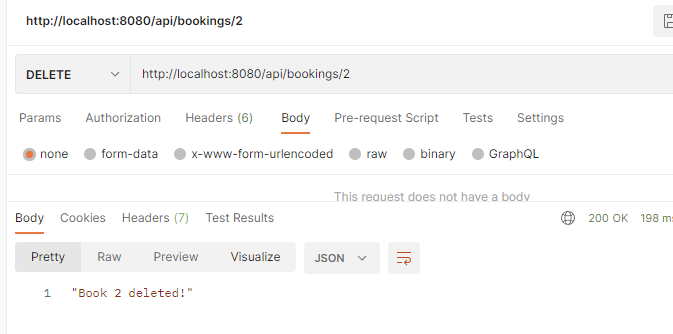 http://localhost:8080/api/bookings/2
DELETE http://localhost:8080/api/bookings/2
Params Authorization Headers (6) Body Pre-request Script Tests Settings
none form-data x-www-form-urlencoded raw binary GraphQL
This request does not have a body
Body Cookies Headers (7) Test Results 200 OK 198 ms
Pretty Raw Preview Visualize JSON
1 "Book 2 deleted!"